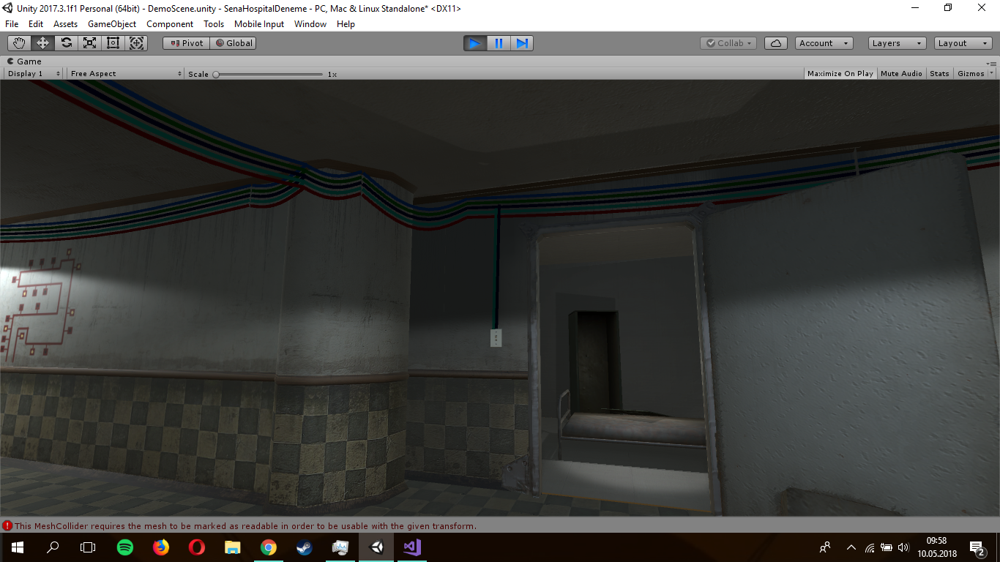 Unity 2017.3.1f1 Personal (64bit) - DemoScene.unity - SenaHospitalDeneme - PC, Mac & Linux Standalone* <DX11>
File Edit Assets GameObject Component Tools Mobile Input Window Help
Pivot Global Collab Account Layers Layout
Game
Display 1 Free Aspect Scale 1x Maximize On Play Mute Audio Stats Gizmos
This MeshCollider requires the mesh to be marked as readable in order to be usable with the given transform.
09:58
10.05.2018
2